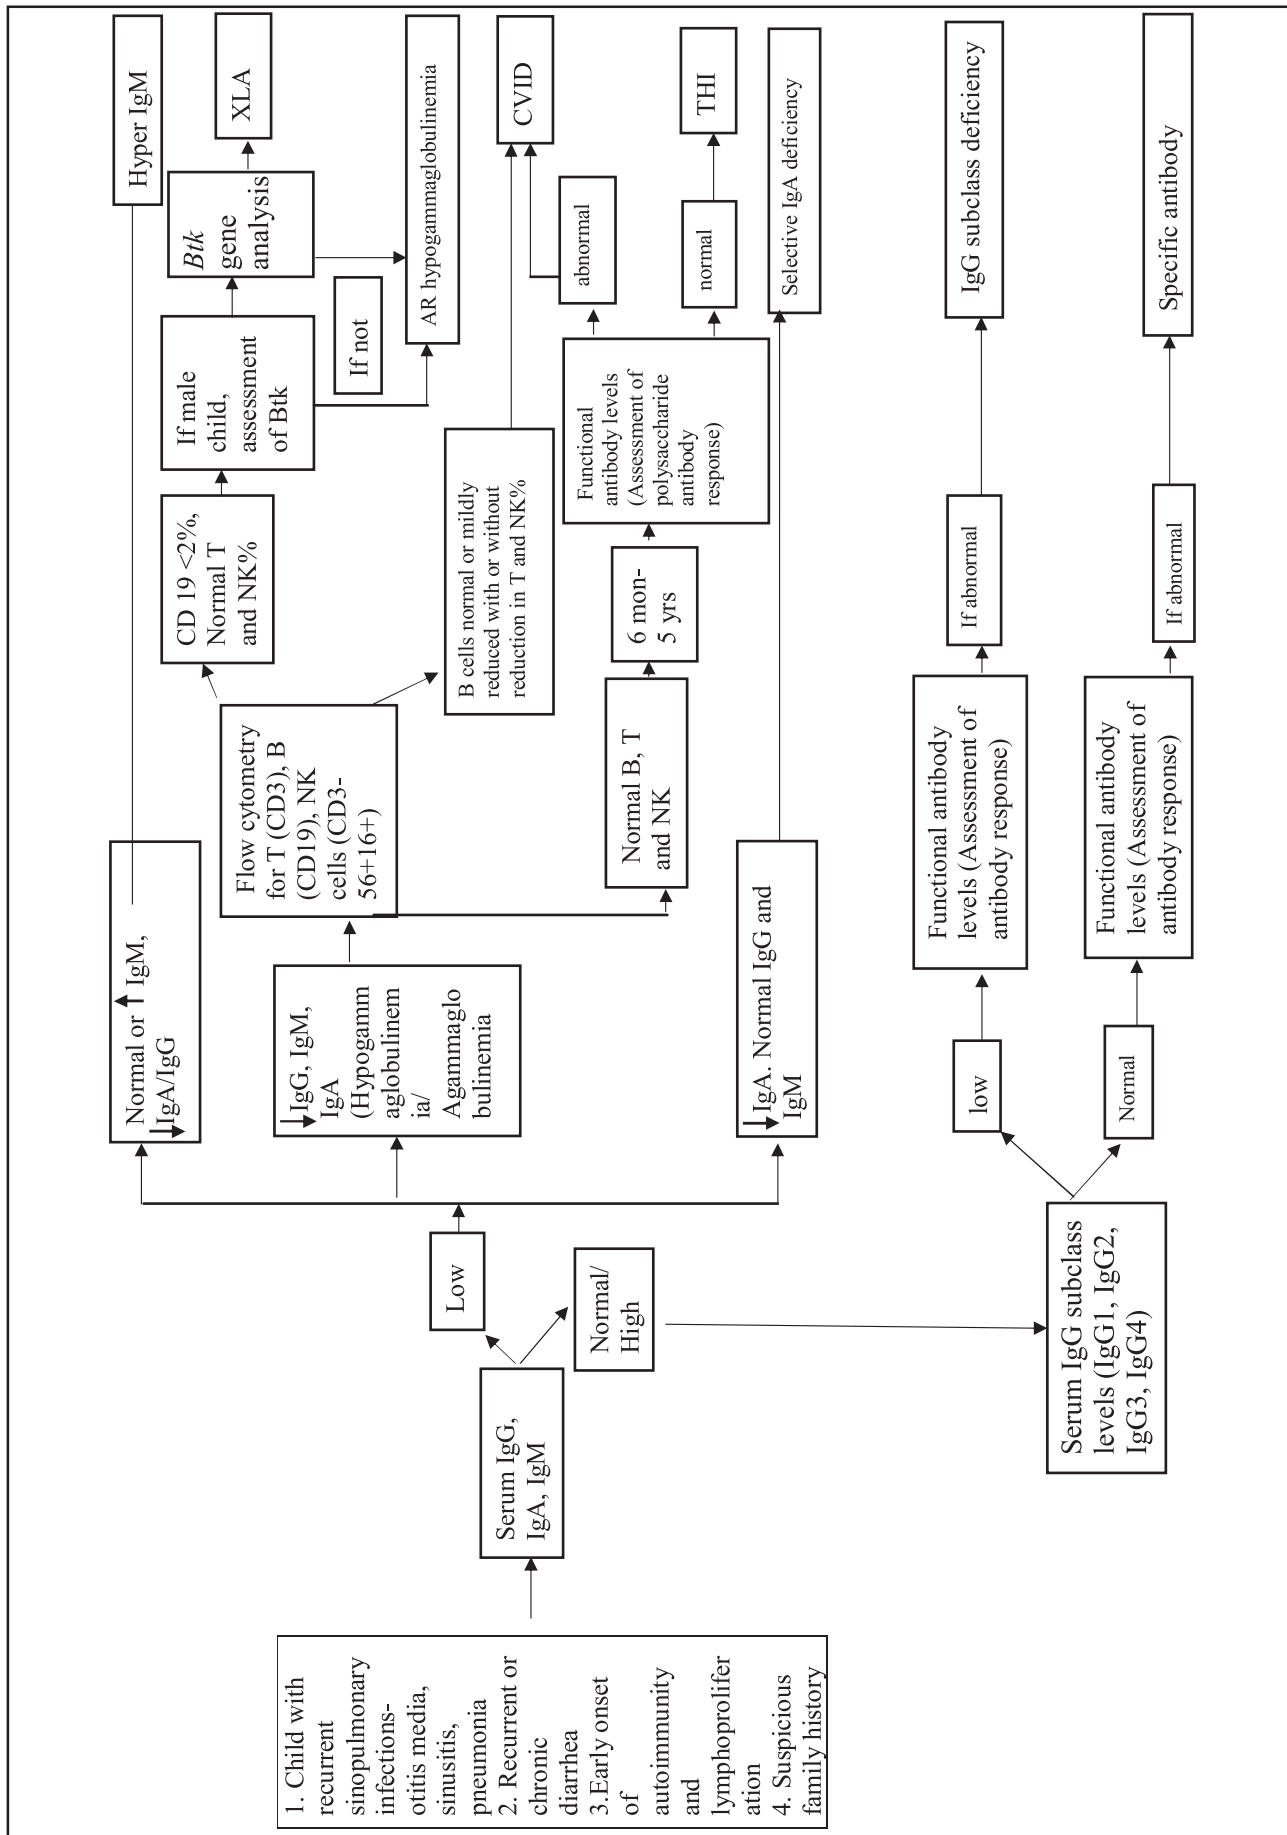 1. Child with
recurrent
sinopulmonary
infections-
otitis media,
sinusitis,
pneumonia
2. Recurrent or
chronic
diarrhea
3.Early onset
of
autoimmunity
and
lymphoprolifer
ation
4. Suspicious
family history
Serum IgG,
IgA, IgM
Low
Normal/
High
Normal or ↑ IgM,
↓IgA/IgG
Hyper IgM
↓IgG, IgM,
IgA
(Hypogamm
aglobulinem
ia/
Agammaglo
bulinemia
Flow cytometry
for T (CD3), B
(CD19), NK
cells (CD3-
56+16+)
CD 19 <2%,
Normal T
and NK%
If male
child,
assessment
of Btk
Btk
gene
analysis
XLA
If not
AR hypogammaglobulinemia
B cells normal or mildly
reduced with or without
reduction in T and NK%
CVID
Normal B, T
and NK
6 mon-
5 yrs
Functional
antibody levels
(Assessment of
polysaccharide
antibody
response)
abnormal
normal
THI
↓IgA. Normal IgG and
IgM
Selective IgA deficiency
Serum IgG subclass
levels (IgG1, IgG2,
IgG3, IgG4)
low
Functional antibody
levels (Assessment of
antibody response)
If abnormal
IgG subclass deficiency
Normal
Functional antibody
levels (Assessment of
antibody response)
If abnormal
Specific antibody